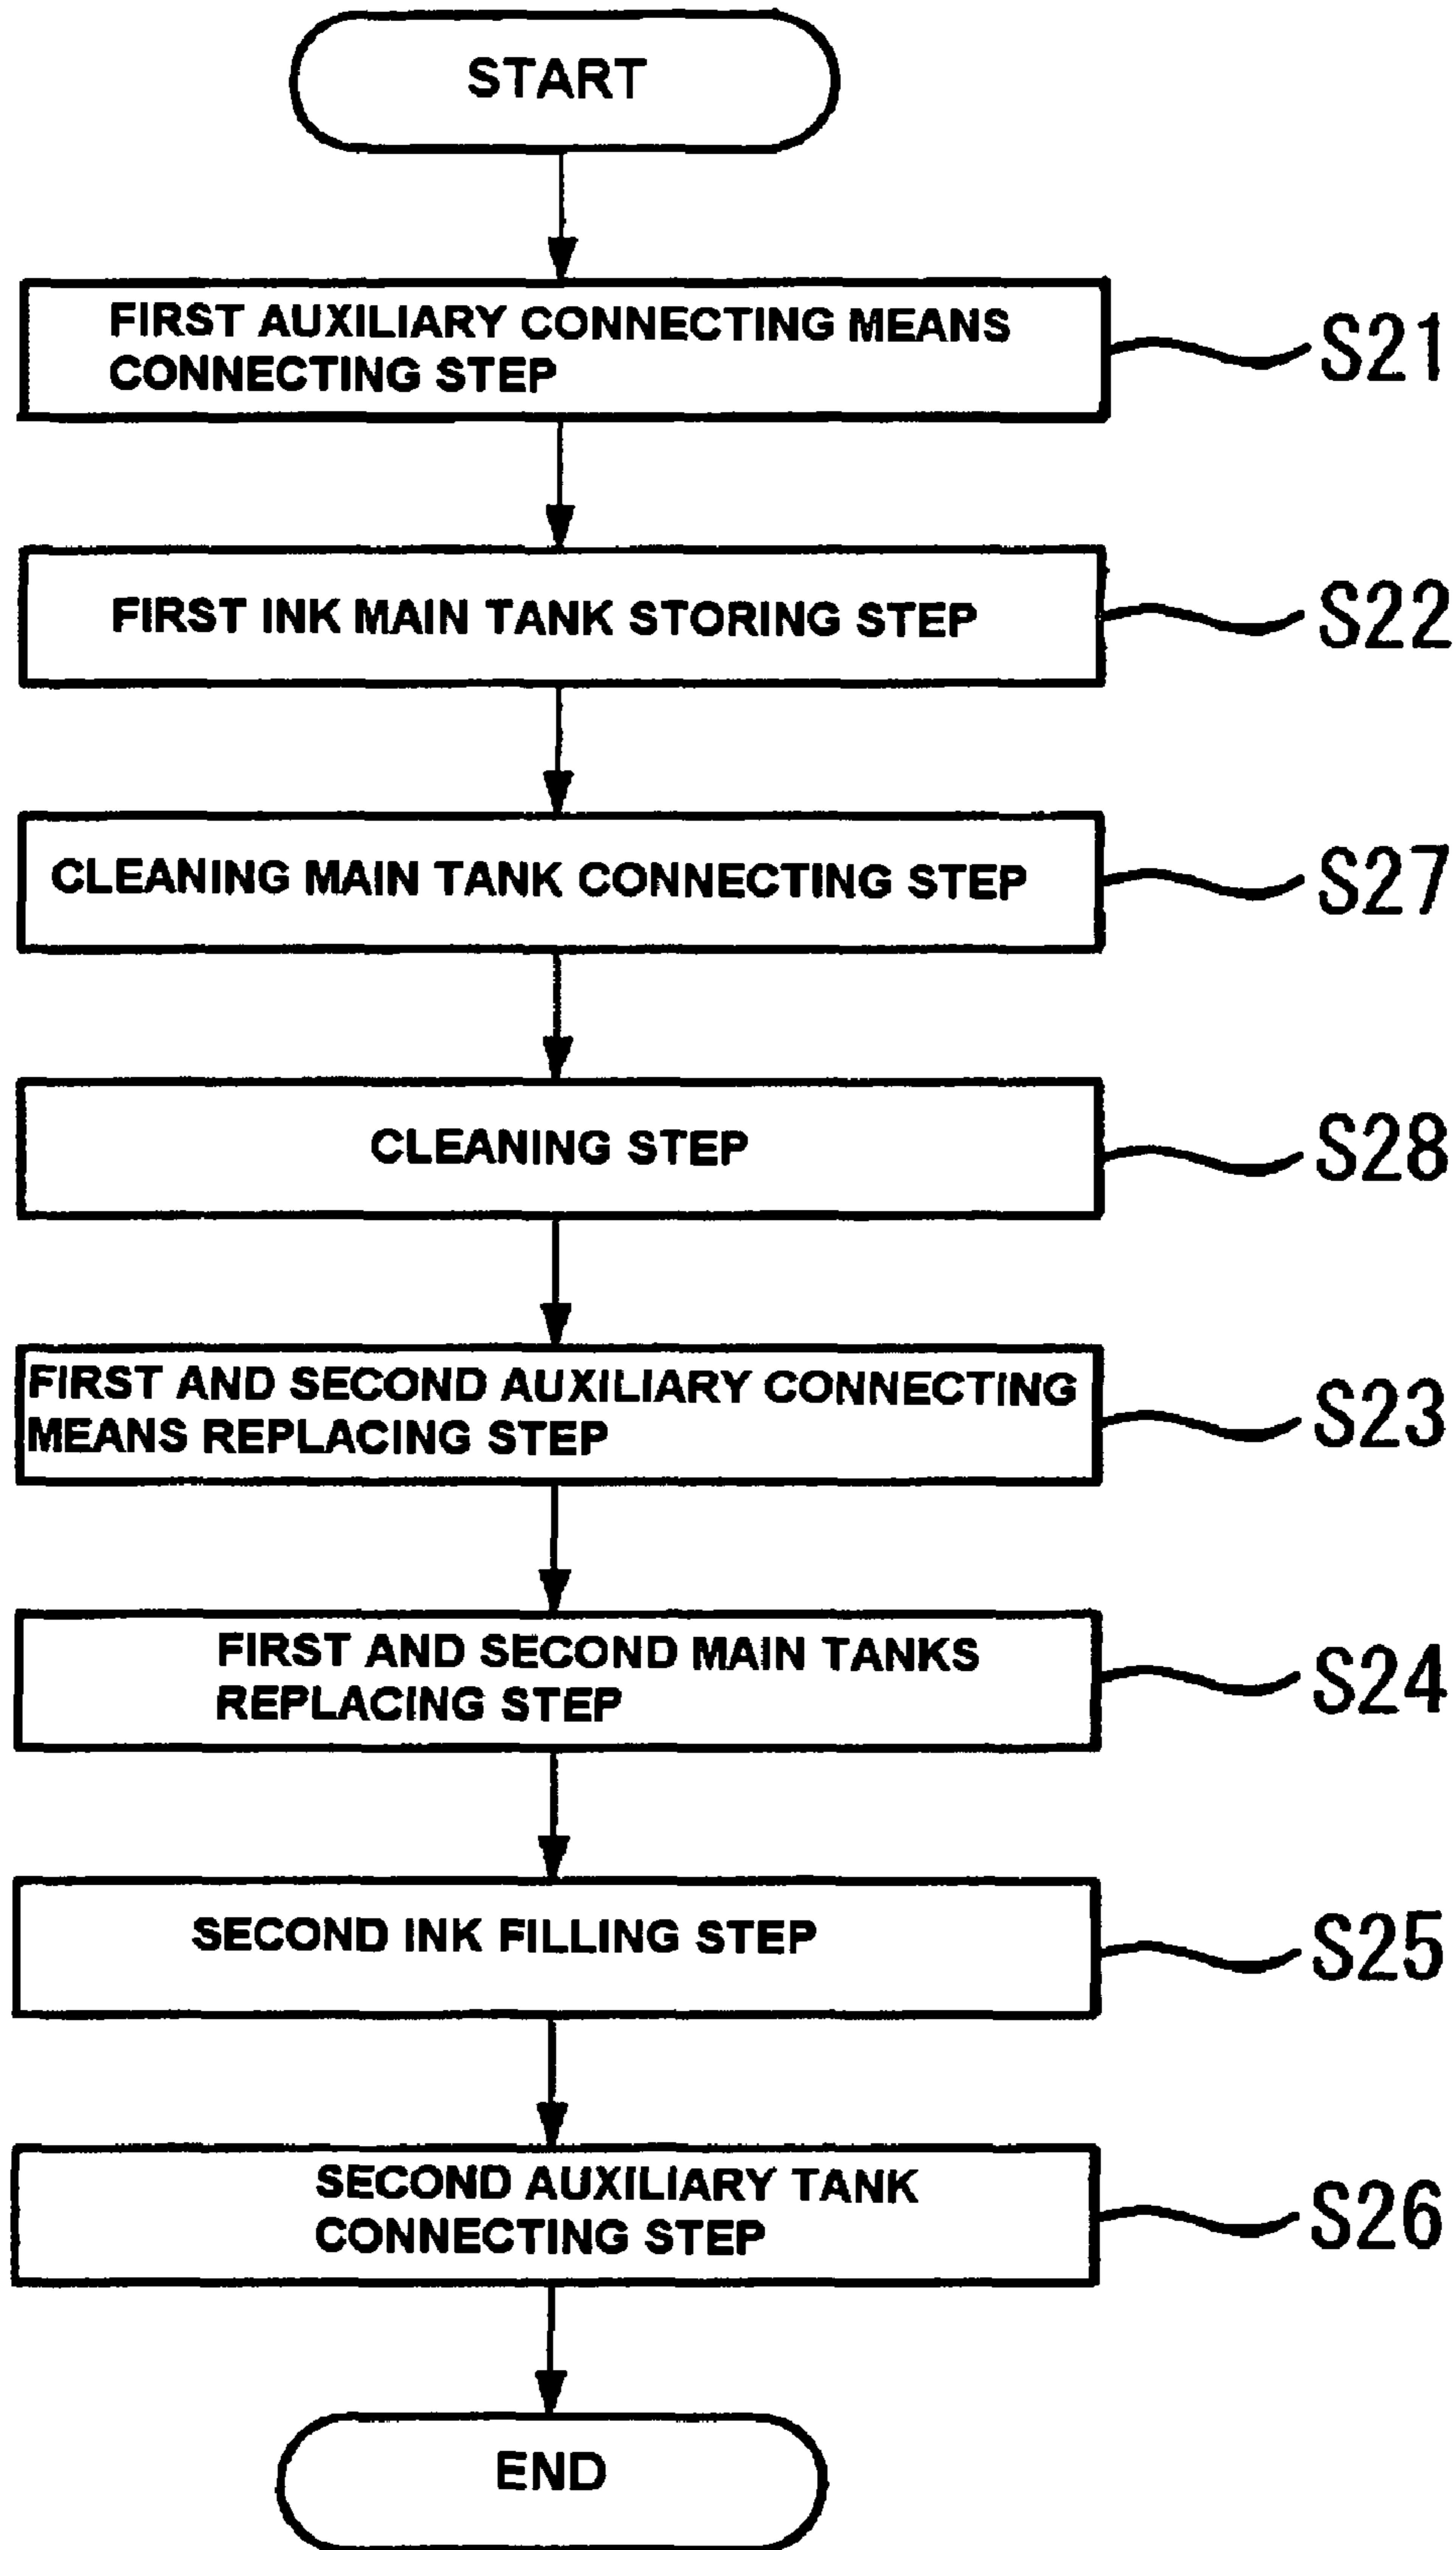 START
FIRST AUXILIARY CONNECTING MEANS
CONNECTING STEP
S21
FIRST INK MAIN TANK STORING STEP
S22
CLEANING MAIN TANK CONNECTING STEP
S27
CLEANING STEP
S28
FIRST AND SECOND AUXILIARY CONNECTING
MEANS REPLACING STEP
S23
FIRST AND SECOND MAIN TANKS
REPLACING STEP
S24
SECOND INK FILLING STEP
S25
SECOND AUXILIARY TANK
CONNECTING STEP
S26
END